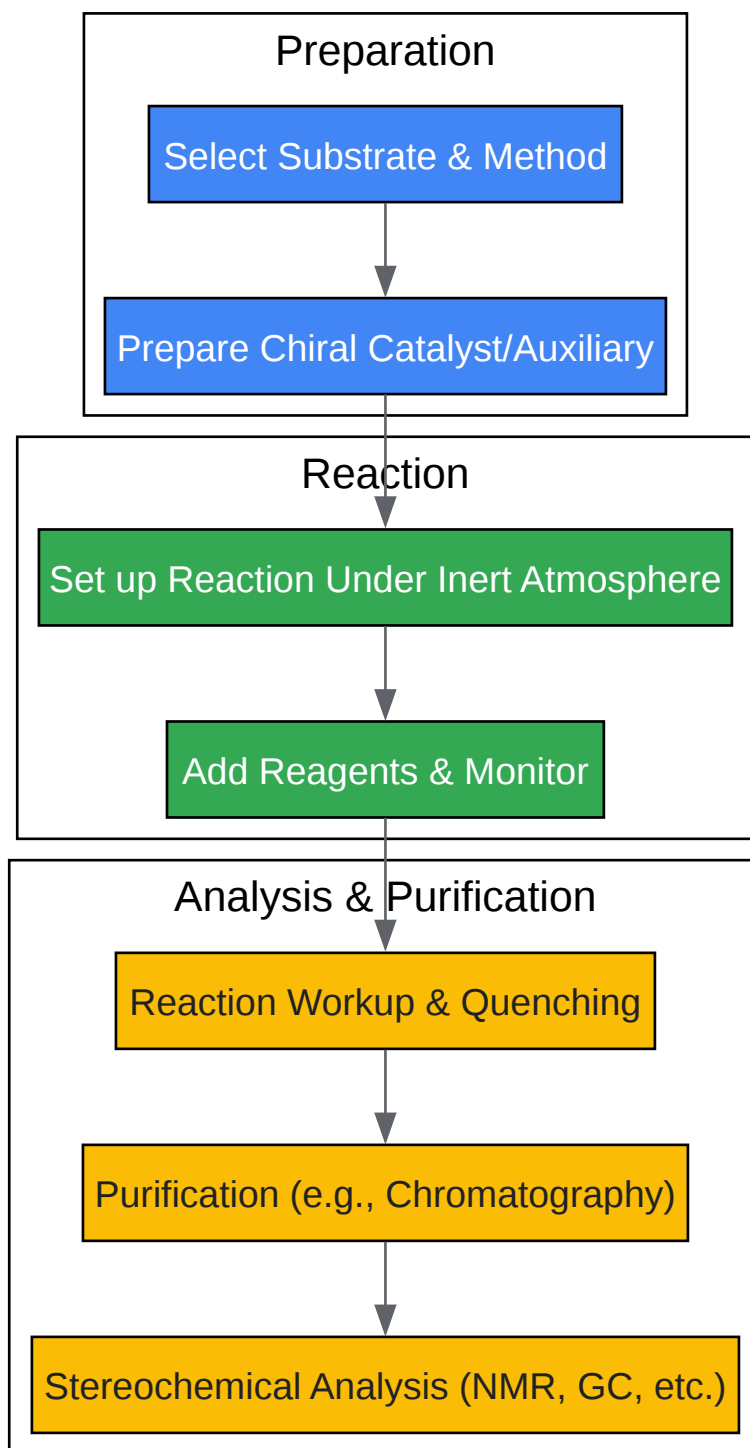 Preparation
Select Substrate & Method
Prepare Chiral Catalyst/Auxiliary
Reaction
Set up Reaction Under Inert Atmosphere
Add Reagents & Monitor
Analysis & Purification
Reaction Workup & Quenching
Purification (e.g., Chromatography)
Stereochemical Analysis (NMR, GC, etc.)